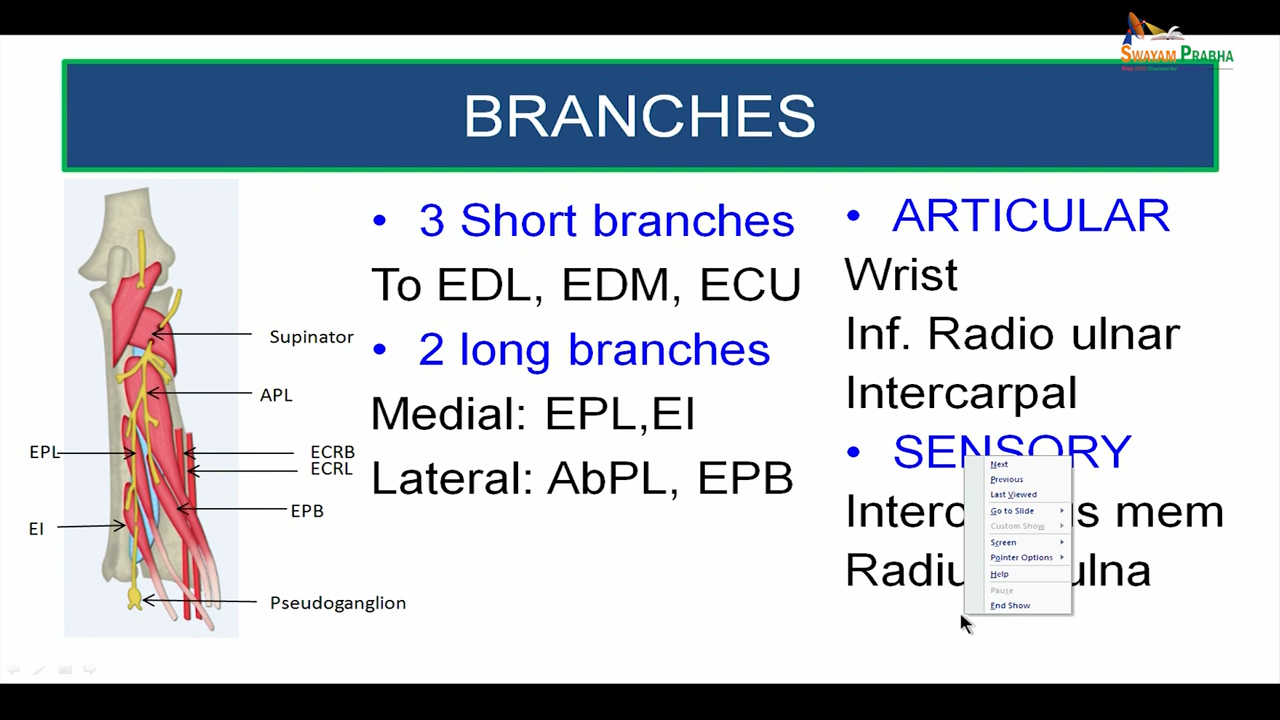 SWAYAM PRABHA
BRANCHES
Supinator
APL
EPL
ECRB
ECRL
EPB
EI
Pseudoganglion
• 3 Short branches
To EDL, EDM, ECU
• 2 long branches
Medial: EPL,EI
Lateral: AbPL, EPB
• ARTICULAR
Wrist
Inf. Radio ulnar
Intercarpal
• SENSORY
mem
ulna
Next
Previous
Last Viewed
Go to Slide
Custom Show
Screen
Pointer Options
Help
Pause
End Show